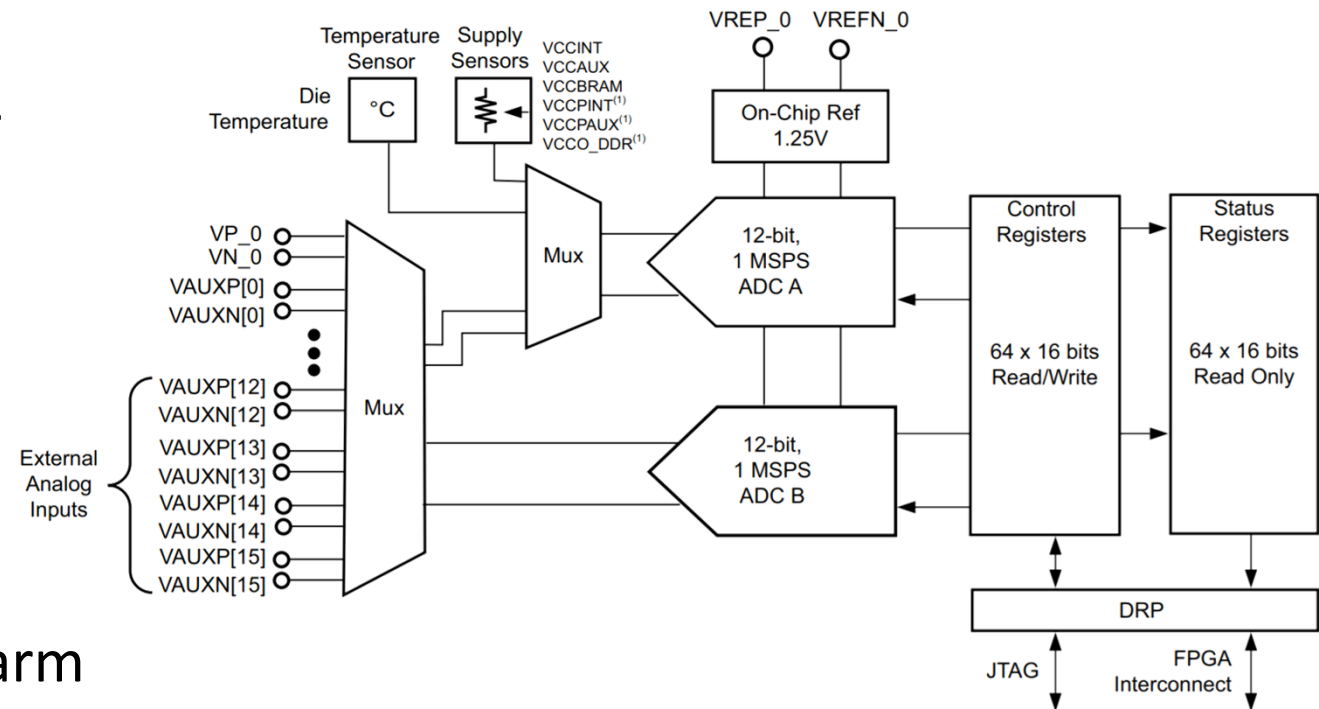 VREP_0
VREFN_0
Temperature
Sensor
Supply
Sensors
VCCINT
VCCAUX
VCCBRAM
VCCPINT(1)
VCCPAUX(1)
VCCO_DDR(1)
Die
Temperature
°C
On-Chip Ref
1.25V
VP_0
VN_0
VAUXP[0]
VAUXN[0]
VAUXP[12]
VAUXN[12]
VAUXP[13]
VAUXN[13]
VAUXP[14]
VAUXN[14]
VAUXP[15]
VAUXN[15]
External
Analog
Inputs
Mux
Mux
12-bit,
1 MSPS
ADC A
12-bit,
1 MSPS
ADC B
Control
Registers
64 x 16 bits
Read/Write
Status
Registers
64 x 16 bits
Read Only
DRP
JTAG
FPGA
Interconnect
arm